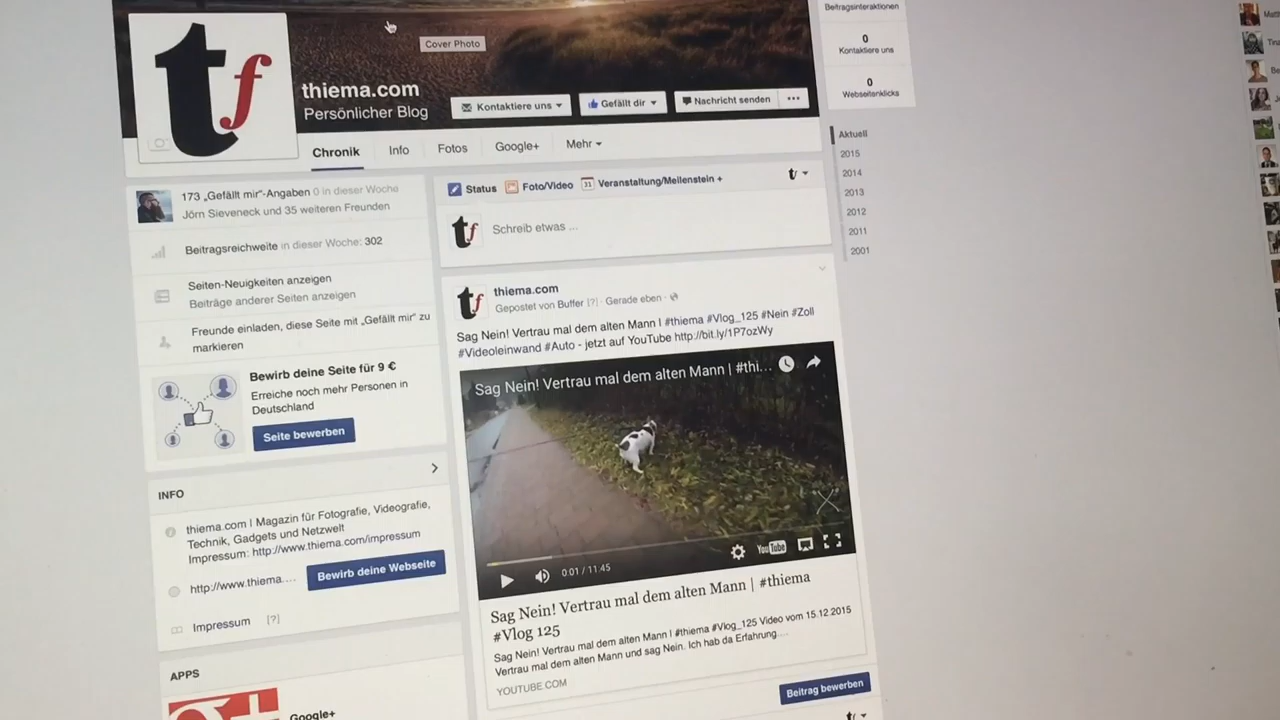 Cover Photo
tf
thiema.com
Persönlicher Blog
Kontaktiere uns
Gefällt dir
Nachricht senden
Chronik
Info
Fotos
Google+
Mehr
Beitragsinteraktionen
0
Kontaktiere uns
0
Webseitenklicks
Aktuell
2015
2014
2013
2012
2011
2001
173 „Gefällt mir"-Angaben 0 in dieser Woche
Jörn Sieveneck und 35 weiteren Freunden
Beitragsreichweite in dieser Woche: 302
Seiten-Neuigkeiten anzeigen
Beiträge anderer Seiten anzeigen
Freunde einladen, diese Seite mit „Gefällt mir" zu
markieren
Bewirb deine Seite für 9 €
Erreiche noch mehr Personen in
Deutschland
Seite bewerben
INFO
thiema.com | Magazin für Fotografie, Videografie,
Technik, Gadgets und Netzwelt
Impressum: http://www.thiema.com/impressum
http://www.thiema....
Bewirb deine Webseite
Impressum [?]
APPS
Google+
Status
Foto/Video
31
Veranstaltung/Meilenstein +
tf
Schreib etwas ...
tf
thiema.com
Gepostet von Buffer [?] · Gerade eben ·
Sag Nein! Vertrau mal dem alten Mann | #thiema #Vlog_125 #Nein #Zoll
#Videoleinwand #Auto - jetzt auf YouTube http://bit.ly/1P7ozWy
Sag Nein! Vertrau mal dem alten Mann | #thi...
0:01 / 11:45
YouTube
Sag Nein! Vertrau mal dem alten Mann | #thiema
#Vlog 125
Sag Nein! Vertrau mal dem alten Mann | #thiema #Vlog_125 Video vom 15.12.2015
Vertrau mal dem alten Mann und sag Nein. Ich hab da Erfahrung....
YOUTUBE.COM
Beitrag bewerben